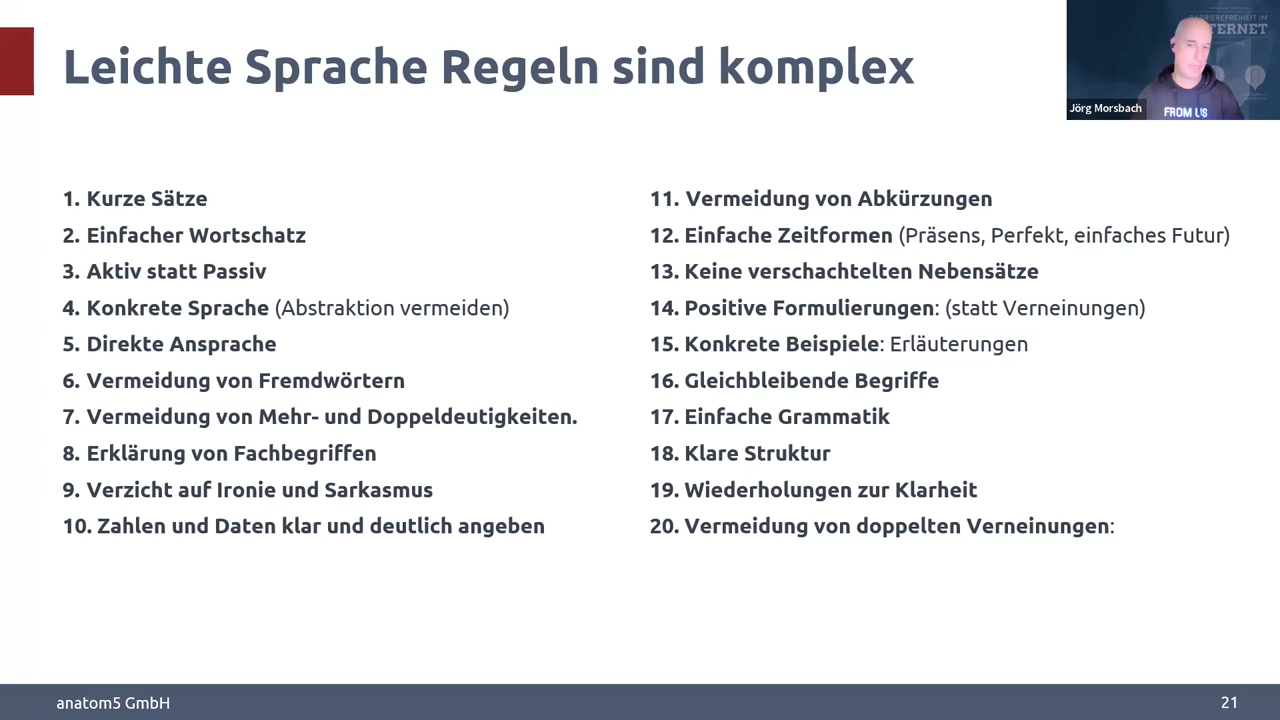 Leichte Sprache Regeln sind komplex
BARRIEREFREIHEIT IM
TERNET
FROM US
Jörg Morsbach
1. Kurze Sätze
2. Einfacher Wortschatz
3. Aktiv statt Passiv
4. Konkrete Sprache (Abstraktion vermeiden)
5. Direkte Ansprache
6. Vermeidung von Fremdwörtern
7. Vermeidung von Mehr- und Doppeldeutigkeiten.
8. Erklärung von Fachbegriffen
9. Verzicht auf Ironie und Sarkasmus
10. Zahlen und Daten klar und deutlich angeben
11. Vermeidung von Abkürzungen
12. Einfache Zeitformen (Präsens, Perfekt, einfaches Futur)
13. Keine verschachtelten Nebensätze
14. Positive Formulierungen: (statt Verneinungen)
15. Konkrete Beispiele: Erläuterungen
16. Gleichbleibende Begriffe
17. Einfache Grammatik
18. Klare Struktur
19. Wiederholungen zur Klarheit
20. Vermeidung von doppelten Verneinungen:
anatom5 GmbH
21